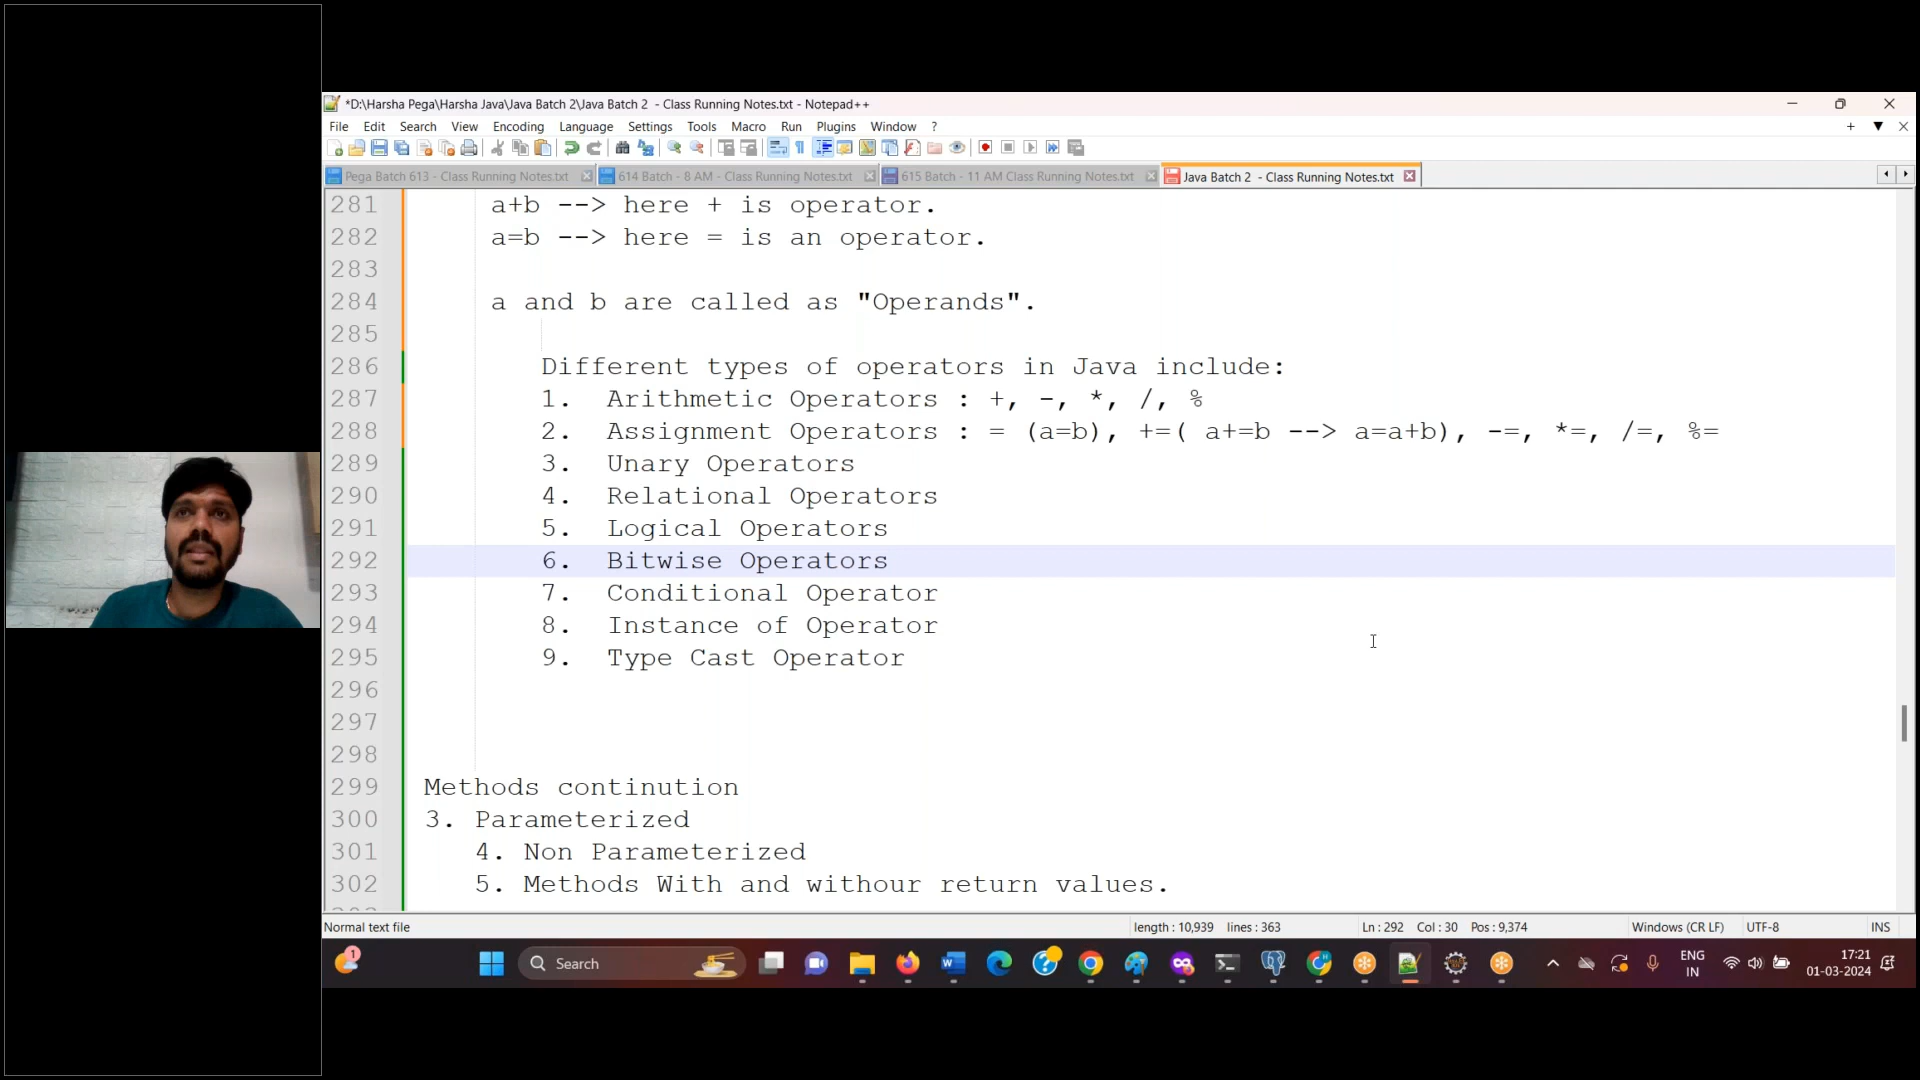 *D:\Harsha Pega\Harsha Java\Java Batch 2\Java Batch 2 - Class Running Notes.txt - Notepad++
File Edit Search View Encoding Language Settings Tools Macro Run Plugins Window ?
Pega Batch 613 - Class Running Notes.txt 614 Batch - 8 AM - Class Running Notes.txt 615 Batch - 11 AM Class Running Notes.txt Java Batch 2 - Class Running Notes.txt
281 a+b --> here + is operator.
282 a=b --> here = is an operator.
283
284 a and b are called as "Operands".
285
286 Different types of operators in Java include:
287 1. Arithmetic Operators : +, -, *, /, %
288 2. Assignment Operators : = (a=b), +=( a+=b --> a=a+b), -=, *=, /=, %=
289 3. Unary Operators
290 4. Relational Operators
291 5. Logical Operators
292 6. Bitwise Operators
293 7. Conditional Operator
294 8. Instance of Operator
295 9. Type Cast Operator
296
297
298
299 Methods continution
300 3. Parameterized
301 4. Non Parameterized
302 5. Methods With and withour return values.
Normal text file length : 10,939 lines : 363 Ln : 292 Col : 30 Pos : 9,374 Windows (CR LF) UTF-8 INS
1 Search ENG 17:21
IN 01-03-2024